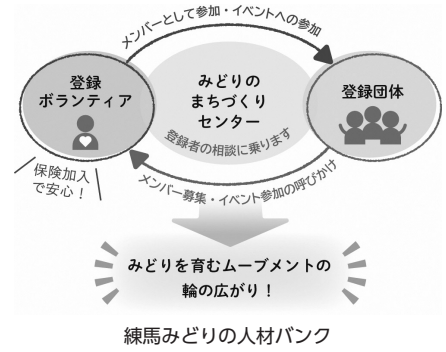 メンバーとして参加・イベントへの参加
登録
ボランティア
みどりの
まちづくり
センター
登録者の相談に乗ります
登録団体
保険加入
で安心！
メンバー募集・イベント参加の呼びかけ
みどりを育むムーブメントの
輪の広がり！
練馬みどりの人材バンク